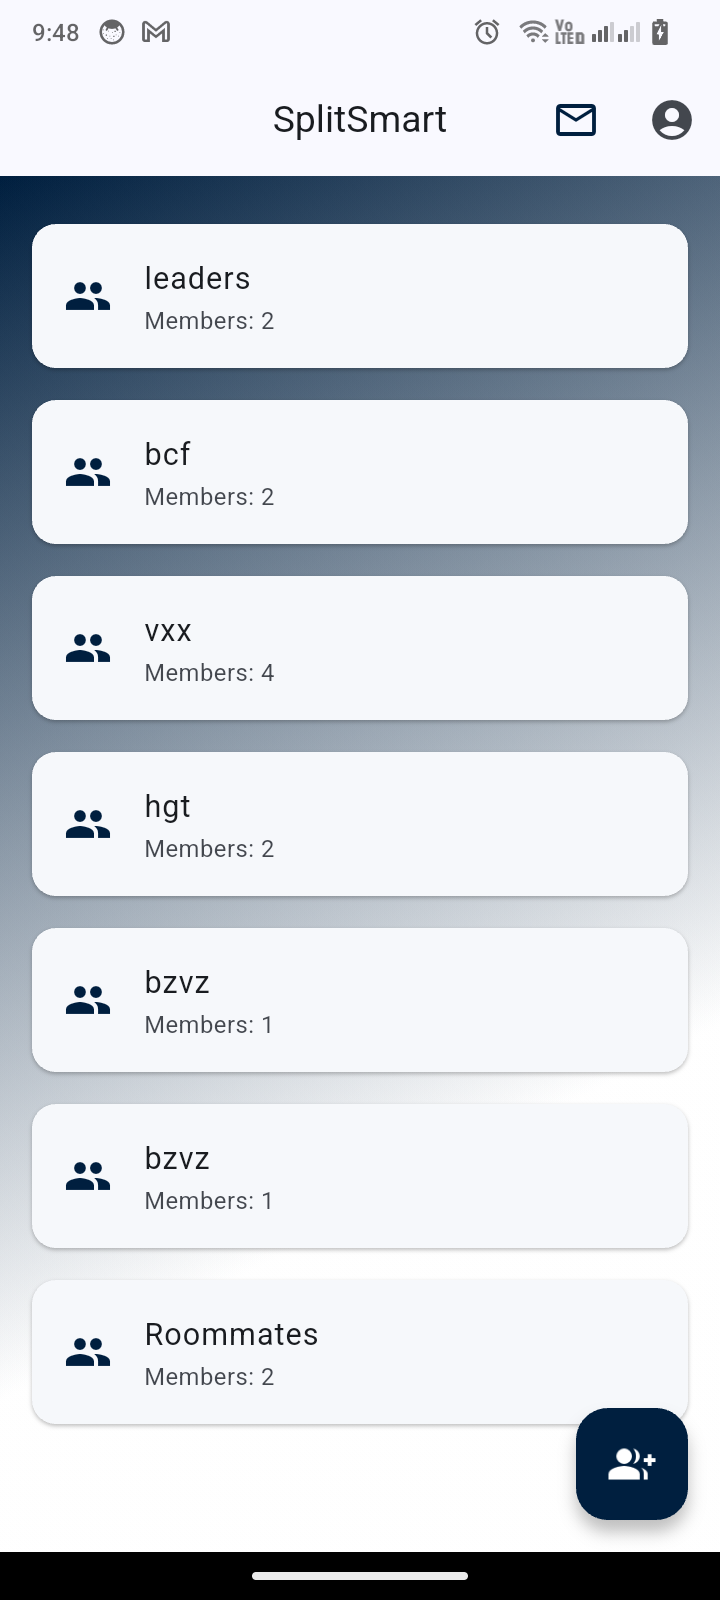 9:48
Vo
LTE
SplitSmart
leaders
Members: 2
bcf
Members: 2
vxx
Members: 4
hgt
Members: 2
bzvz
Members: 1
bzvz
Members: 1
Roommates
Members: 2